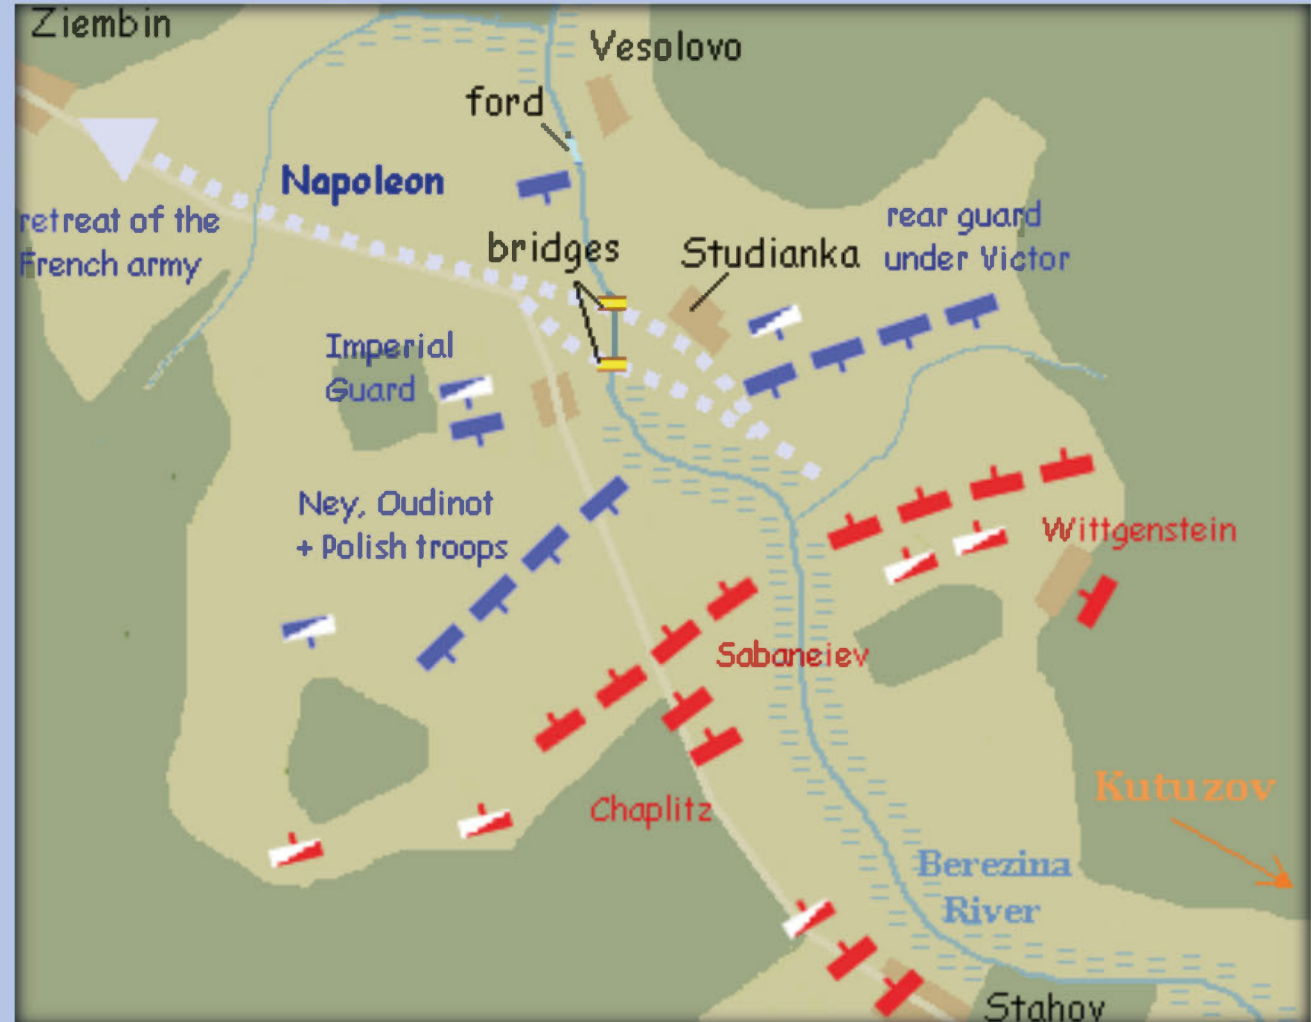 Ziembin
Vesolovo
ford
Napoleon
retreat of the
French army
bridges
Studianka
rear guard
under Victor
Imperial
Guard
Ney, Oudinot
+ Polish troops
Wittgenstein
Sabaneiev
Chaplitz
Kutuzov
Berezina
River
Stahov